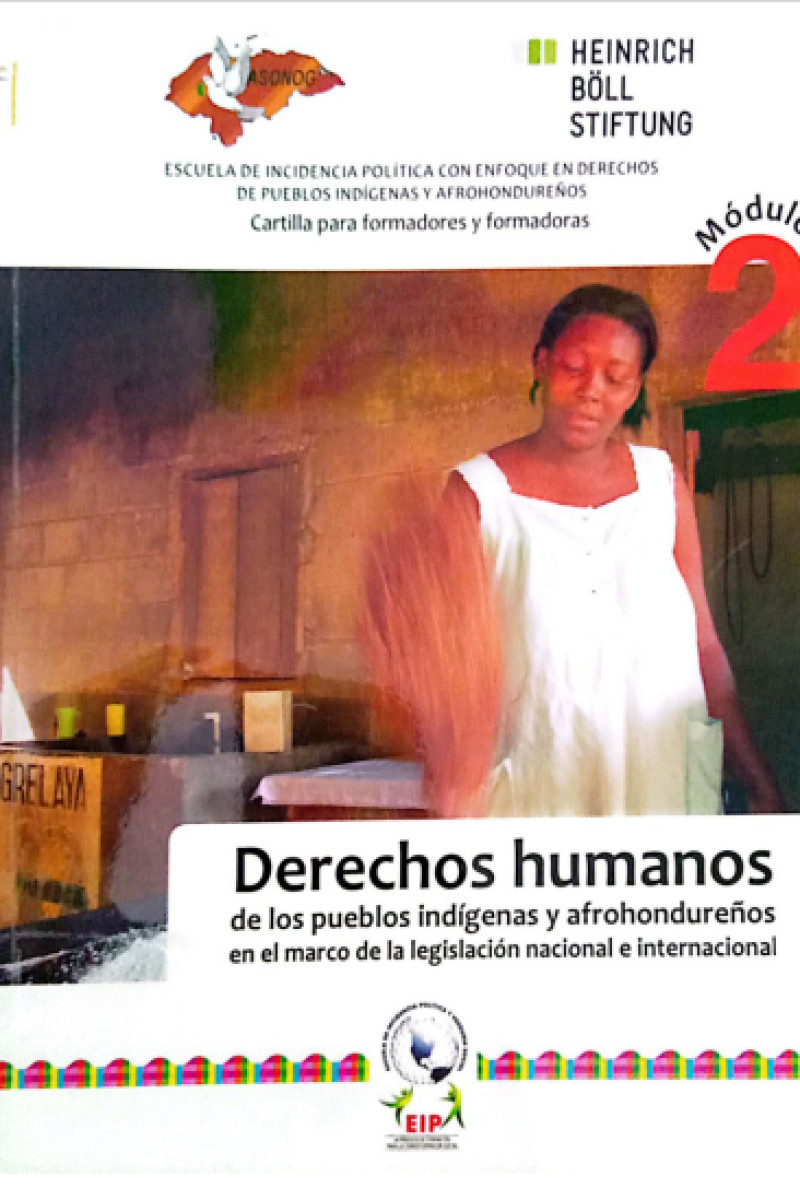 ASONOG
HEINRICH
BÖLL
STIFTUNG
ESCUELA DE INCIDENCIA POLÍTICA CON ENFOQUE EN DERECHOS
DE PUEBLOS INDÍGENAS Y AFROHONDUREÑOS
Cartilla para formadores y formadoras
Módulo
2
GRELAYA
Derechos humanos
de los pueblos indígenas y afrohondureños
en el marco de la legislación nacional e internacional
EIP